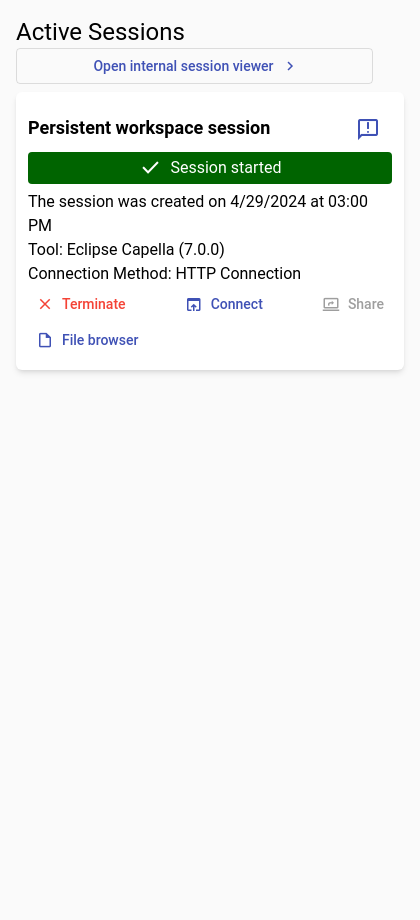 Active Sessions
Open internal session viewer
Persistent workspace session
Session started
The session was created on 4/29/2024 at 03:00
PM
Tool: Eclipse Capella (7.0.0)
Connection Method: HTTP Connection
Terminate
Connect
Share
File browser